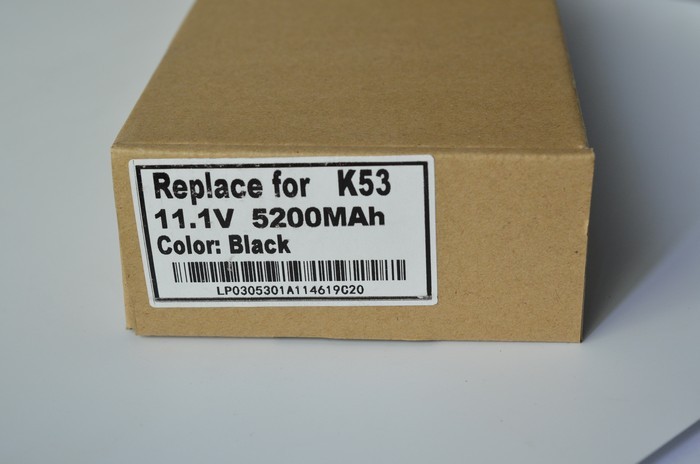 Replace for K53
11.1V 5200MAh
Color: Black
LP0305301A114619C20